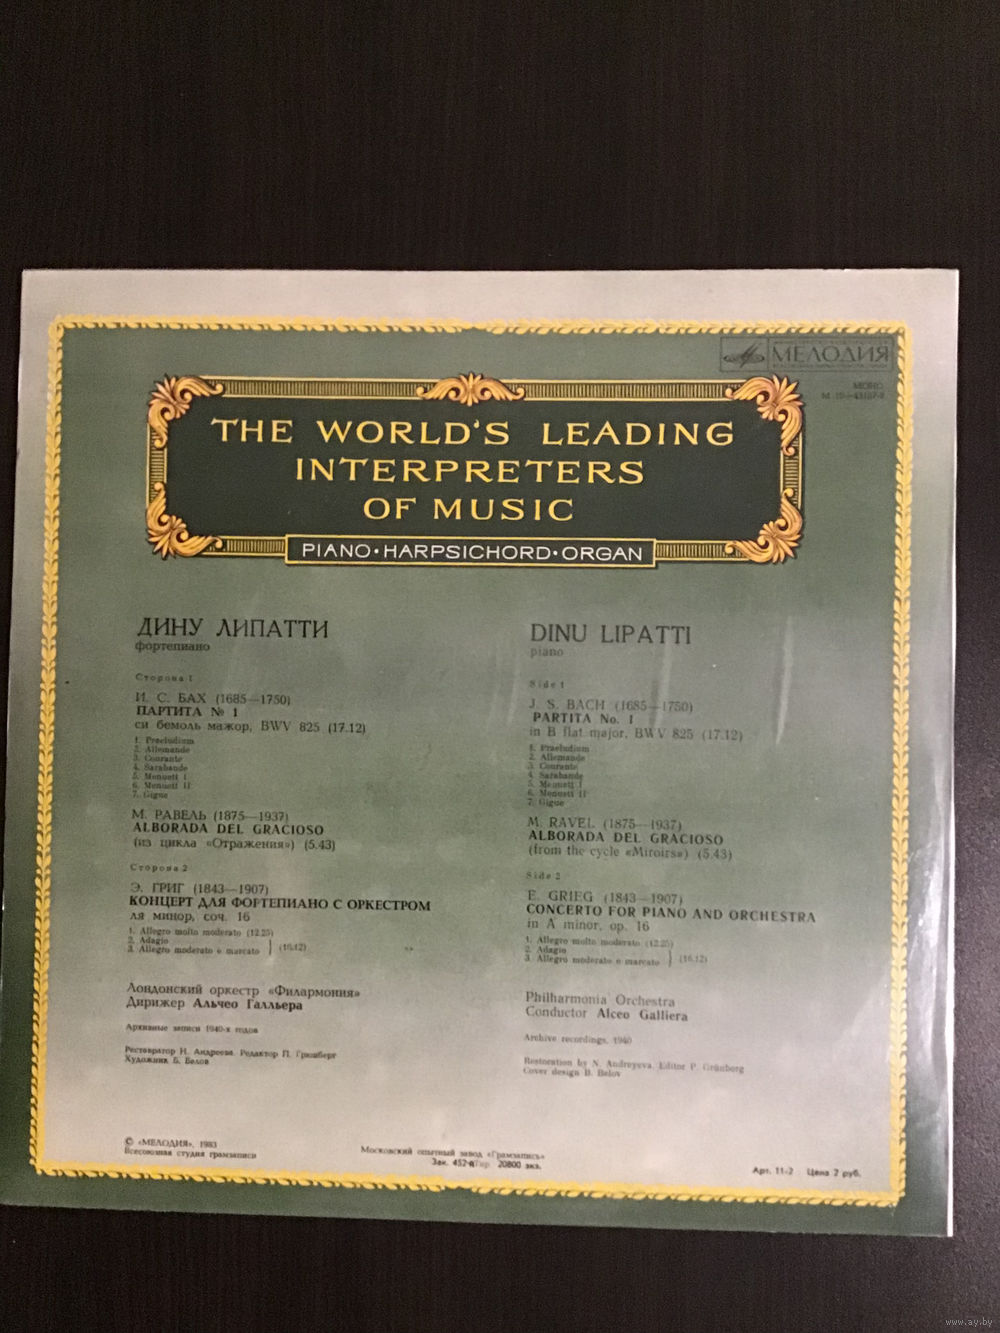 МЕЛОДИЯ
МОНО
THE WORLD'S LEADING
INTERPRETERS
OF MUSIC
PIANO·HARPSICHORD·ORGAN
ДИНУ ЛИПАТТИ
фортепиано
Сторона 1
И. С. БАХ (1685—1750)
ПАРТИТА № 1
си бемоль мажор, BWV 825 (17.12)
1. Praeludium
2. Allemande
3. Courante
4. Sarabande
5. Menuett I
6. Menuett II
7. Gigue
М. РАВЕЛЬ (1875—1937)
ALBORADA DEL GRACIOSO
(из цикла «Отражения») (5.43)
Сторона 2
Э. ГРИГ (1843—1907)
КОНЦЕРТ ДЛЯ ФОРТЕПИАНО С ОРКЕСТРОМ
ля минор, соч. 16
1. Allegro molto moderato (12.25)
2. Adagio
3. Allegro moderato e marcato (16.12)
Лондонский оркестр «Филармония»
Дирижер Альчео Галльера
Архивные записи 1940-х годов
Реставратор Н. Андреева. Редактор П. Грюнберг
Художник Б. Белов
DINU LIPATTI
piano
Side 1
J. S. BACH (1685—1750)
PARTITA No. 1
in B flat major, BWV 825 (17.12)
1. Praeludium
2. Allemande
3. Courante
4. Sarabande
5. Menuett I
6. Menuett II
7. Gigue
M. RAVEL (1875—1937)
ALBORADA DEL GRACIOSO
(from the cycle «Miroirs») (5.43)
Side 2
E. GRIEG (1843—1907)
CONCERTO FOR PIANO AND ORCHESTRA
in A minor, op. 16
1. Allegro molto moderato (12.25)
2. Adagio
3. Allegro moderato e marcato (16.12)
Philharmonia Orchestra
Conductor Alceo Galliera
Archive recordings, 1940
Restoration by N. Andreyeva. Editor P. Grünberg
Cover design B. Belov
© «МЕЛОДИЯ», 1983
Всесоюзная студия грамзаписи
Московский опытный завод «Грамзапись»
Зак. 452 Тир. 20800 экз.
Арт. 11-2 Цена 2 руб.
www.ay.by